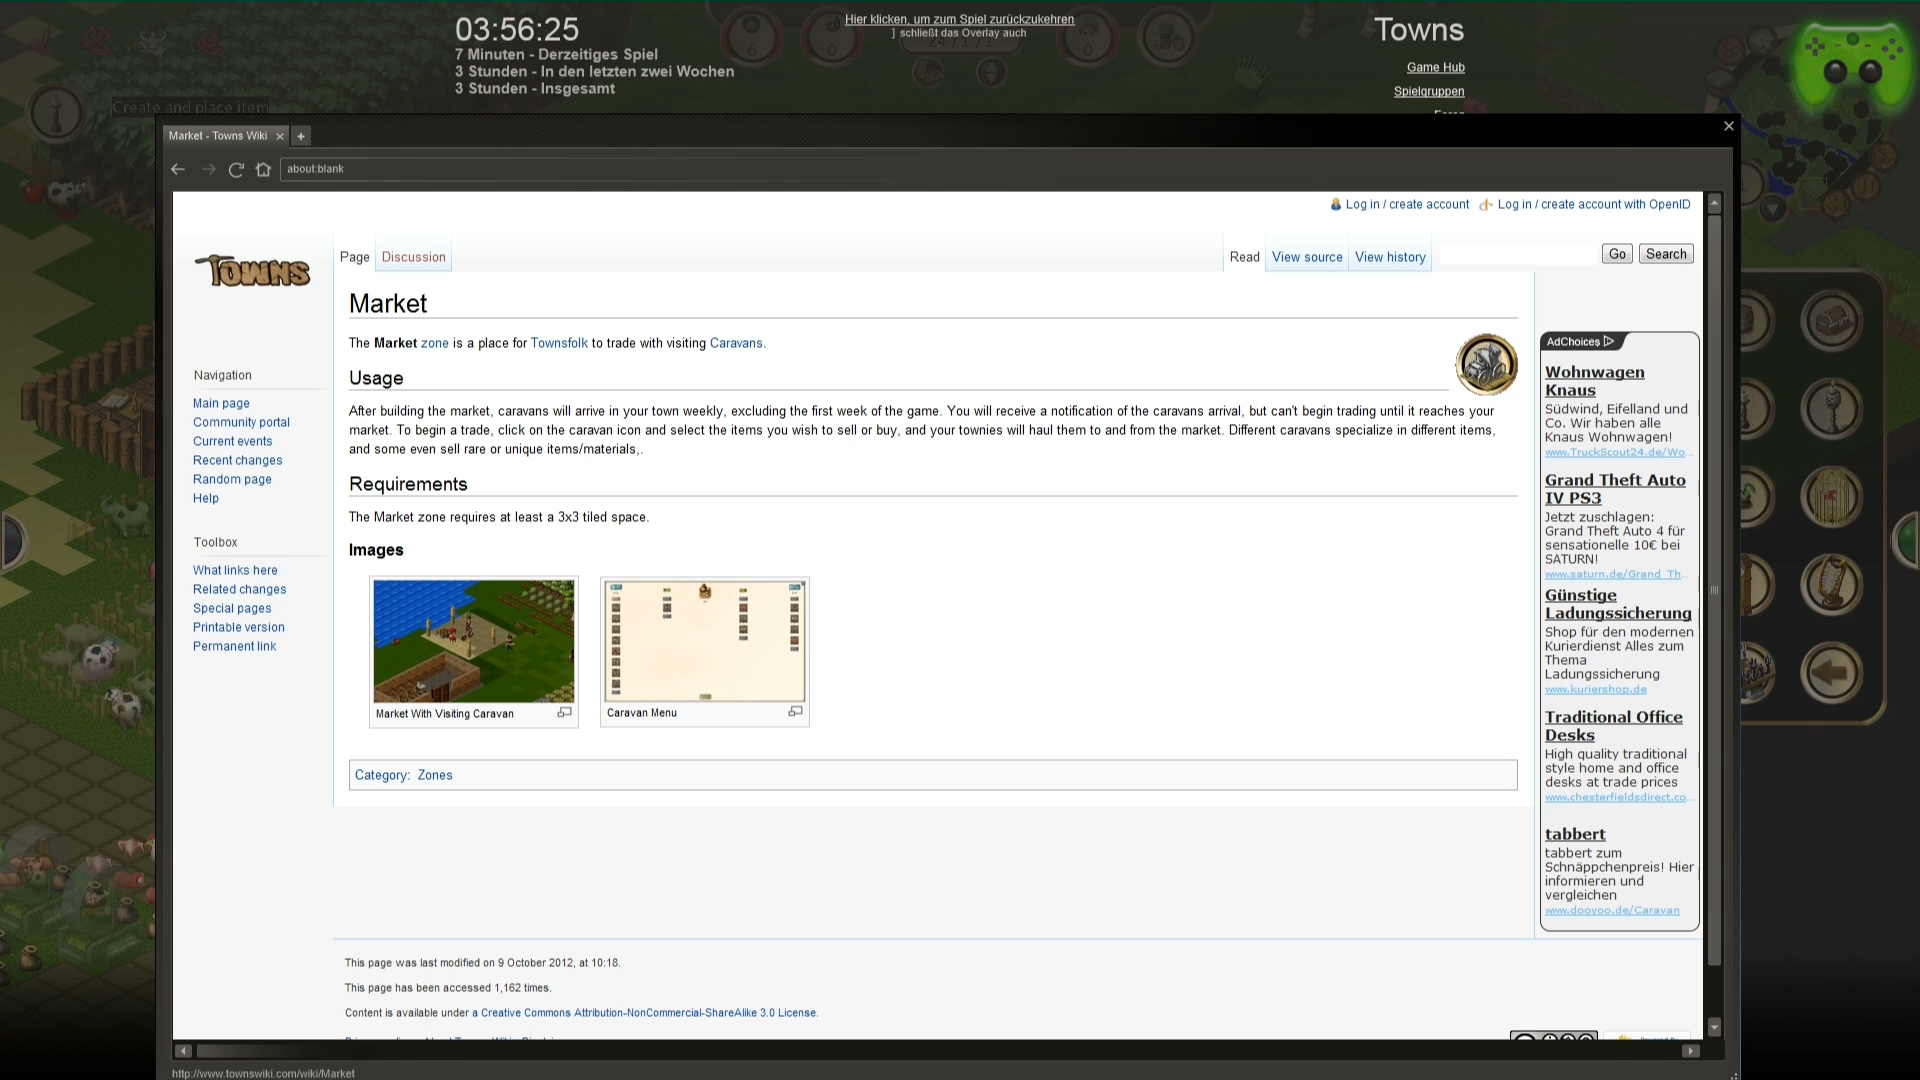 03:56:25
7 Minuten - Derzeitiges Spiel
3 Stunden - In den letzten zwei Wochen
3 Stunden - Insgesamt
Hier klicken, um zum Spiel zurückzukehren
] schließt das Overlay auch
Towns
Game Hub
Spielgruppen
Create and place item
Market - Towns Wiki
about:blank
Log in / create account
Log in / create account with OpenID
TOWNS
Page
Discussion
Read
View source
View history
Go
Search
Market
The Market zone is a place for Townsfolk to trade with visiting Caravans.
Usage
After building the market, caravans will arrive in your town weekly, excluding the first week of the game. You will receive a notification of the caravans arrival, but can't begin trading until it reaches your
market. To begin a trade, click on the caravan icon and select the items you wish to sell or buy, and your townies will haul them to and from the market. Different caravans specialize in different items,
and some even sell rare or unique items/materials,.
Requirements
The Market zone requires at least a 3x3 tiled space.
Images
Market With Visiting Caravan
Caravan Menu
Category: Zones
Navigation
Main page
Community portal
Current events
Recent changes
Random page
Help
Toolbox
What links here
Related changes
Special pages
Printable version
Permanent link
AdChoices
Wohnwagen
Knaus
Südwind, Eifelland und
Co. Wir haben alle
Knaus Wohnwagen!
www.TruckScout24.de/Wo...
Grand Theft Auto
IV PS3
Jetzt zuschlagen:
Grand Theft Auto 4 für
sensationelle 10€ bei
SATURN!
www.saturn.de/Grand_Th...
Günstige
Ladungssicherung
Shop für den modernen
Kurierdienst Alles zum
Thema
Ladungssicherung
www.kuriershop.de
Traditional Office
Desks
High quality traditional
style home and office
desks at trade prices
www.chesterfieldsdirect.co...
tabbert
tabbert zum
Schnäppchenpreis! Hier
informieren und
vergleichen
www.dooyoo.de/Caravan
This page was last modified on 9 October 2012, at 10:18.
This page has been accessed 1,162 times.
Content is available under a Creative Commons Attribution-NonCommercial-ShareAlike 3.0 License.
http://www.townswiki.com/wiki/Market